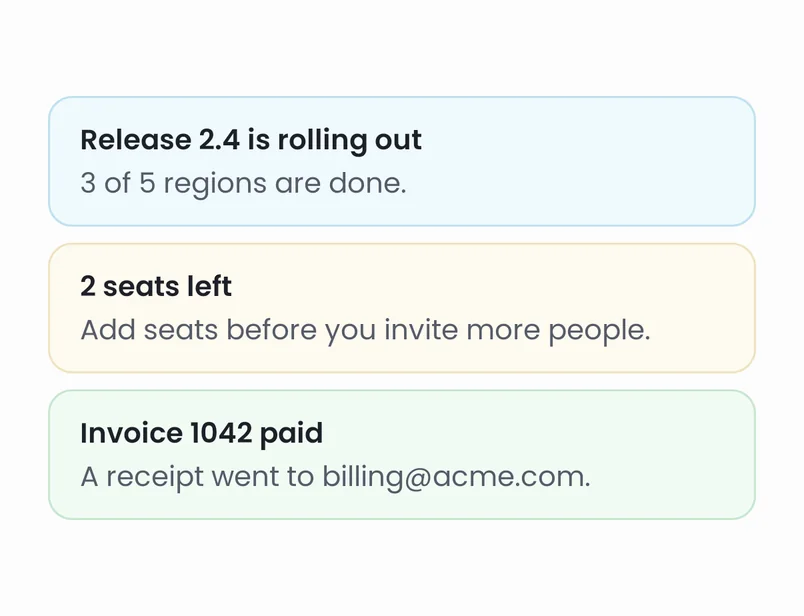 Release 2.4 is rolling out
3 of 5 regions are done.
2 seats left
Add seats before you invite more people.
Invoice 1042 paid
A receipt went to billing@acme.com.